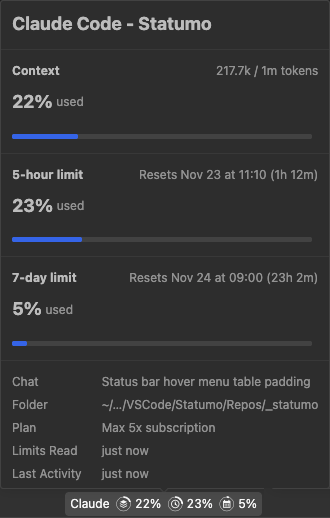 Claude Code - Statumo
Context 217.7k / 1m tokens
22% used
5-hour limit Resets Nov 23 at 11:10 (1h 12m)
23% used
7-day limit Resets Nov 24 at 09:00 (23h 2m)
5% used
Chat Status bar hover menu table padding
Folder ~/.../VSCode/Statumo/Repos/_statumo
Plan Max 5x subscription
Limits Read just now
Last Activity just now
Claude 22% 23% 5%